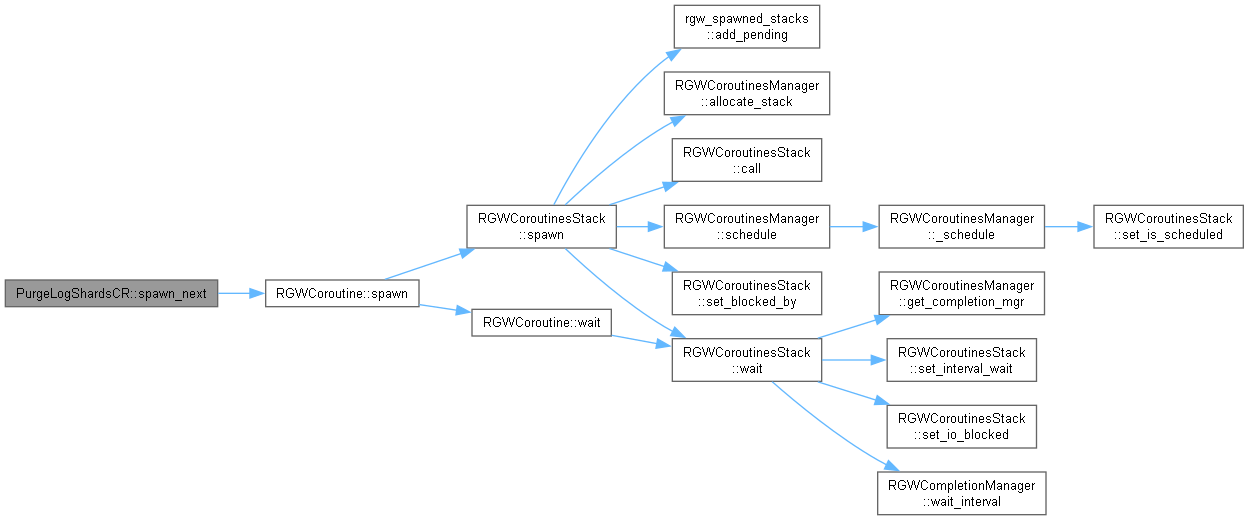 rgw_spawned_stacks
::add_pending
RGWCoroutinesManager
::allocate_stack
RGWCoroutinesStack
::call
RGWCoroutinesStack
::spawn
RGWCoroutinesManager
::schedule
RGWCoroutinesManager
::_schedule
RGWCoroutinesStack
::set_is_scheduled
PurgeLogShardsCR::spawn_next
RGWCoroutine::spawn
RGWCoroutinesStack
::set_blocked_by
RGWCoroutinesManager
::get_completion_mgr
RGWCoroutine::wait
RGWCoroutinesStack
::wait
RGWCoroutinesStack
::set_interval_wait
RGWCoroutinesStack
::set_io_blocked
RGWCompletionManager
::wait_interval